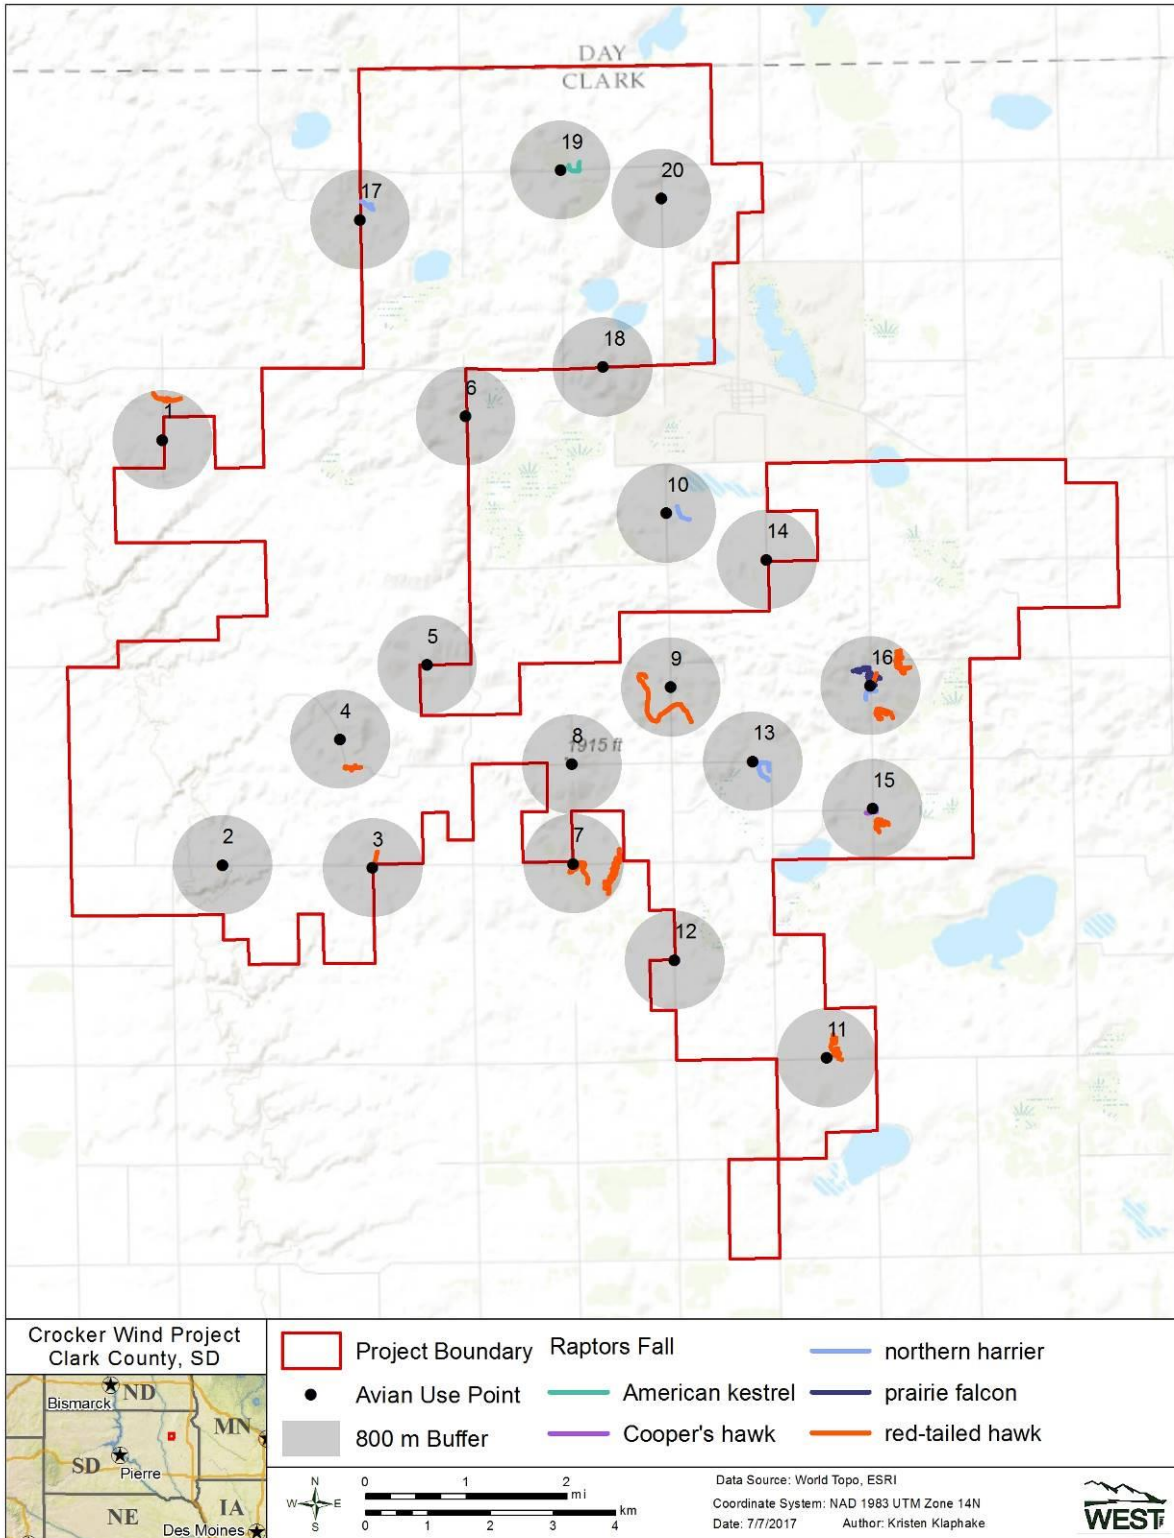 DAY
CLARK
19
20
17
18
6
1
10
14
5
9
16
4
8
1915 ft
13
15
2
3
7
12
11
Crocker Wind Project
Clark County, SD
ND
Bismarck
MN
SD
Pierre
NE
IA
Des Moines
Project Boundary
Avian Use Point
800 m Buffer
Raptors Fall
American kestrel
Cooper's hawk
northern harrier
prairie falcon
red-tailed hawk
N
W E
S
0 1 2
mi
km
0 1 2 3 4
Data Source: World Topo, ESRI
Coordinate System: NAD 1983 UTM Zone 14N
Date: 7/7/2017 Author: Kristen Klaphake
WEST